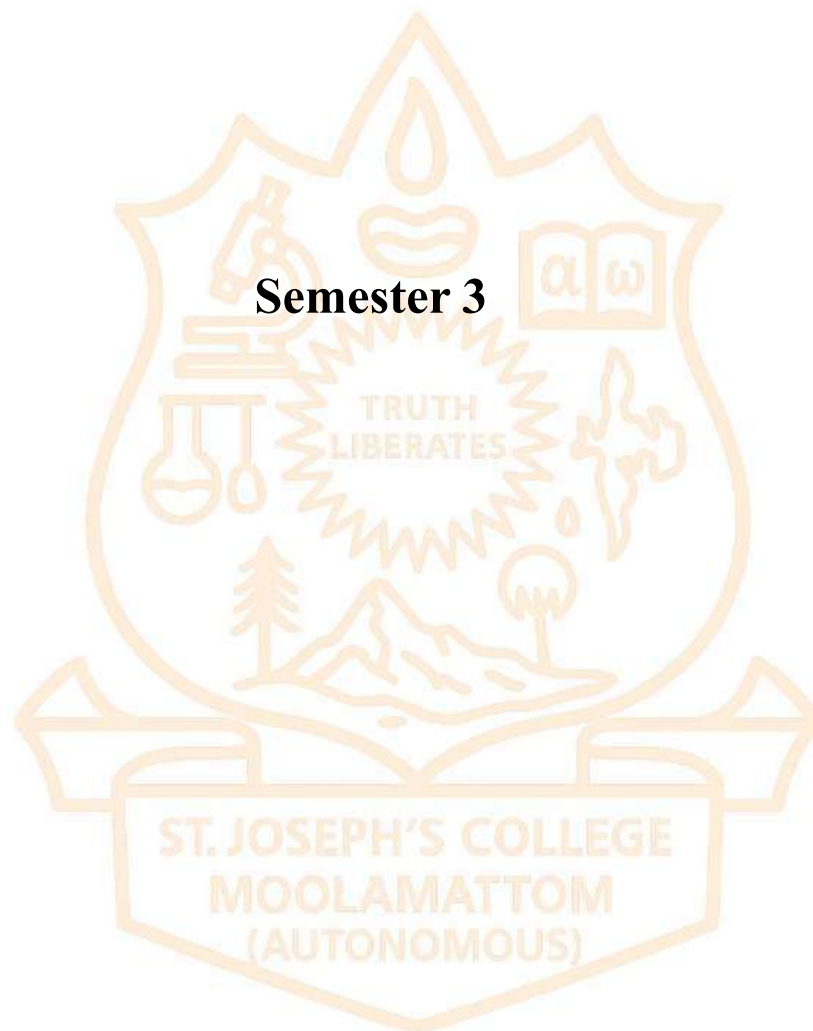 Semester 3
α ω
TRUTH
LIBERATES
ST. JOSEPH'S COLLEGE
MOOLAMATTOM
(AUTONOMOUS)